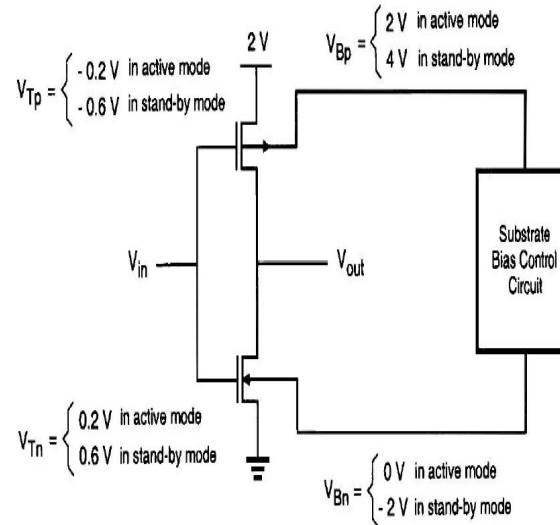 2 V
V_Tp = { - 0.2 V in active mode
- 0.6 V in stand-by mode
V_Bp = { 2 V in active mode
4 V in stand-by mode
Substrate
Bias Control
Circuit
V_in
V_out
V_Tn = { 0.2 V in active mode
0.6 V in stand-by mode
V_Bn = { 0 V in active mode
- 2 V in stand-by mode